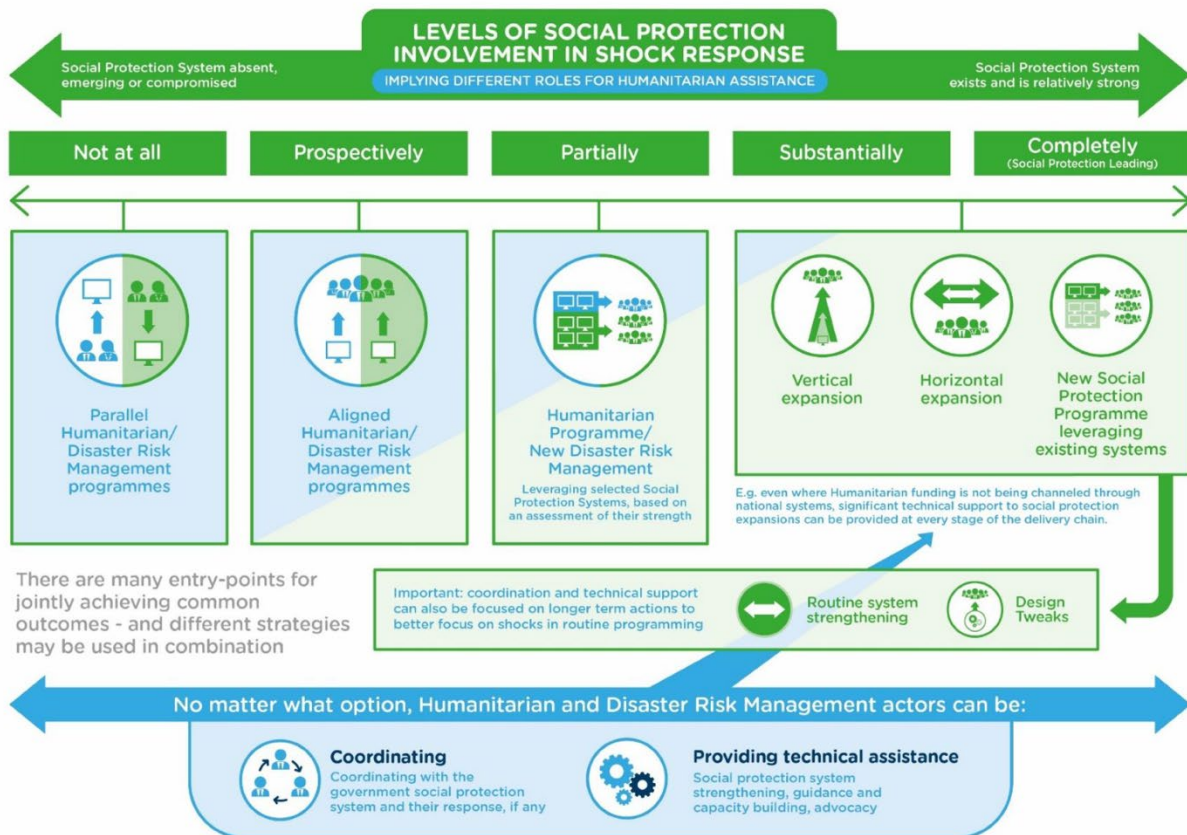 LEVELS OF SOCIAL PROTECTION
INVOLVEMENT IN SHOCK RESPONSE
IMPLYING DIFFERENT ROLES FOR HUMANITARIAN ASSISTANCE
Social Protection System absent,
emerging or compromised
Social Protection System
exists and is relatively strong
Not at all
Prospectively
Partially
Substantially
Completely
(Social Protection Leading)
Parallel
Humanitarian/
Disaster Risk
Management
programmes
Aligned
Humanitarian/
Disaster Risk
Management
programmes
Humanitarian
Programme/
New Disaster Risk
Management
Leveraging selected Social
Protection Systems, based on
an assessment of their strength
Vertical
expansion
Horizontal
expansion
New Social
Protection
Programme
leveraging
existing systems
E.g. even where Humanitarian funding is not being channeled through
national systems, significant technical support to social protection
expansions can be provided at every stage of the delivery chain.
There are many entry-points for
jointly achieving common
outcomes - and different strategies
may be used in combination
Important: coordination and technical support
can also be focused on longer term actions to
better focus on shocks in routine programming
Routine system
strengthening
Design
Tweaks
No matter what option, Humanitarian and Disaster Risk Management actors can be:
Coordinating
Coordinating with the
government social protection
system and their response, if any
Providing technical assistance
Social protection system
strengthening, guidance and
capacity building, advocacy